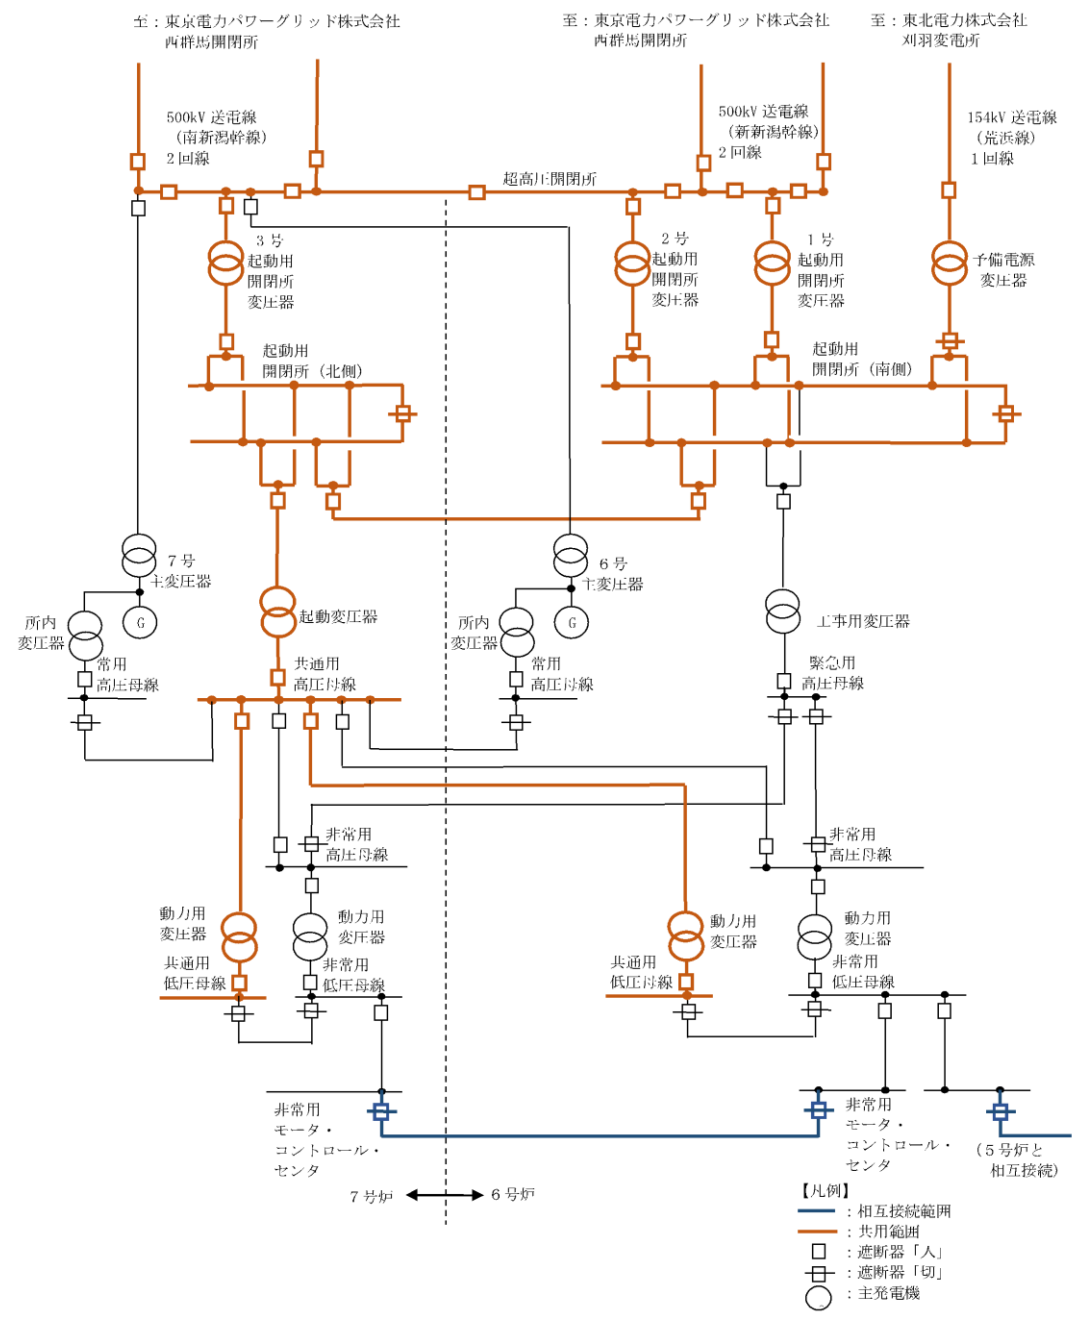 至：東京電力パワーグリッド株式会社
西群馬開閉所
至：東京電力パワーグリッド株式会社
西群馬開閉所
至：東北電力株式会社
刈羽変電所
500kV 送電線
（南新潟幹線）
2回線
500kV 送電線
（新新潟幹線）
2回線
154kV 送電線
（荒浜線）
1回線
超高圧開閉所
3号
起動用
開閉所
変圧器
2号
起動用
開閉所
変圧器
1号
起動用
開閉所
変圧器
予備電源
変圧器
起動用
開閉所（北側）
起動用
開閉所（南側）
7号
主変圧器
6号
主変圧器
所内
変圧器
G
起動変圧器
所内
変圧器
G
工事用変圧器
常用
高圧母線
共通用
高圧母線
常用
高圧母線
緊急用
高圧母線
非常用
高圧母線
非常用
高圧母線
動力用
変圧器
動力用
変圧器
動力用
変圧器
動力用
変圧器
共通用
低圧母線
非常用
低圧母線
共通用
低圧母線
非常用
低圧母線
非常用
モータ・
コントロール・
センタ
非常用
モータ・
コントロール・
センタ
（5号炉と
相互接続）
7号炉
6号炉
【凡例】
：相互接続範囲
：共用範囲
：遮断器「入」
：遮断器「切」
：主発電機